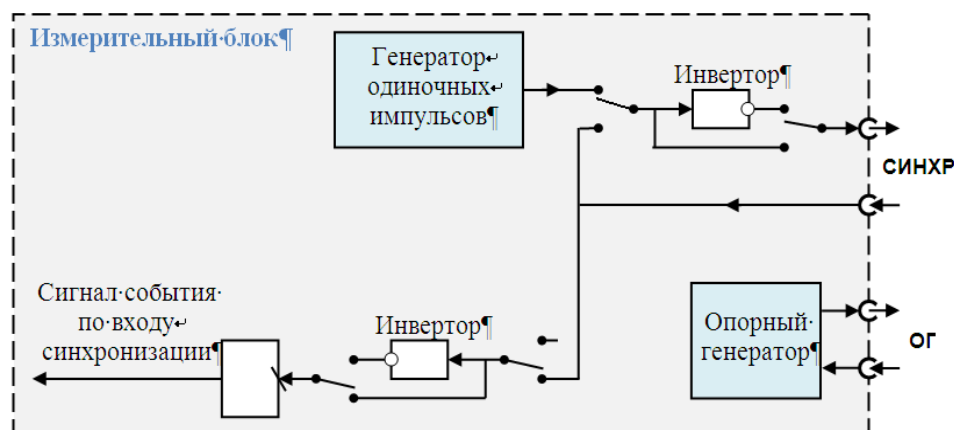 Измерительный·блок¶
Генератор↵
одиночных↵
импульсов¶
Инвертор¶
СИНХР
Сигнал·события·
по·входу↵
синхронизации¶
Инвертор¶
Опорный·
генератор¶
ОГ